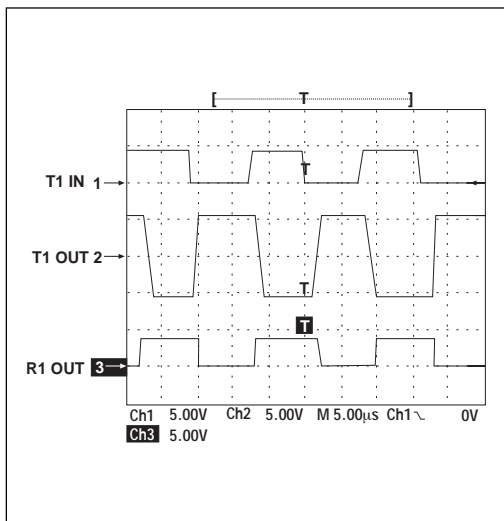 [ T ]
T
T1 IN 1
T1 OUT 2
T
T
R1 OUT 3
Ch1 5.00V Ch2 5.00V M 5.00µs Ch1 0V
Ch3 5.00V